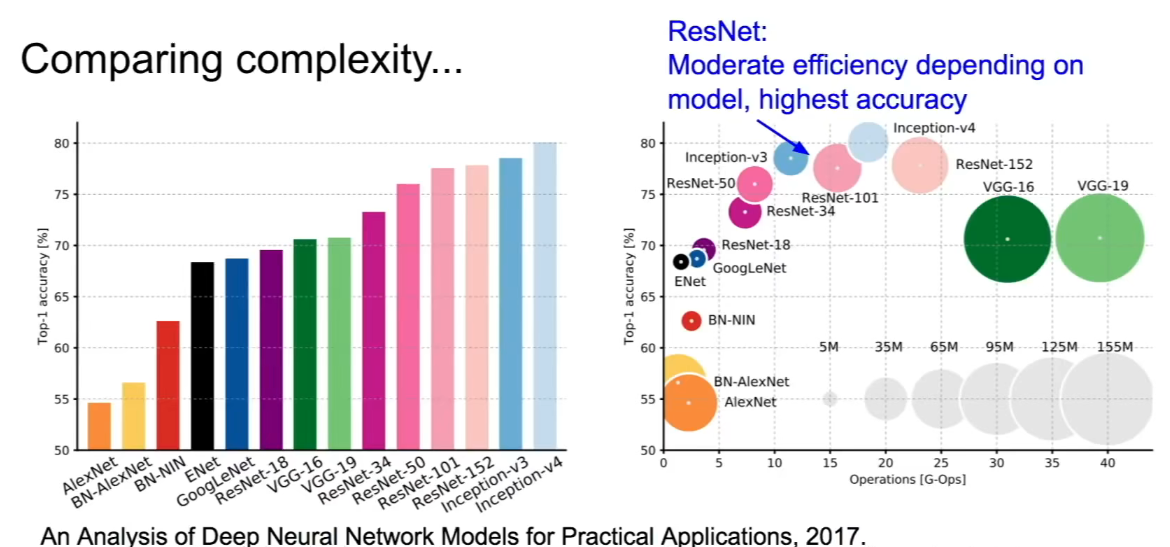 Comparing complexity...
ResNet:
Moderate efficiency depending on
model, highest accuracy
80
75
70
65
60
55
50
Top-1 accuracy [%]
AlexNet
BN-AlexNet
BN-NIN
ENet
GoogLeNet
ResNet-18
VGG-16
VGG-19
ResNet-34
ResNet-50
ResNet-101
ResNet-152
Inception-v3
Inception-v4
80
75
70
65
60
55
50
Top-1 accuracy [%]
Inception-v4
Inception-v3
ResNet-152
ResNet-50
VGG-16
VGG-19
ResNet-101
ResNet-34
ResNet-18
GoogLeNet
ENet
BN-NIN
5M 35M 65M 95M 125M 155M
BN-AlexNet
AlexNet
0 5 10 15 20 25 30 35 40
Operations [G-Ops]
An Analysis of Deep Neural Network Models for Practical Applications, 2017.